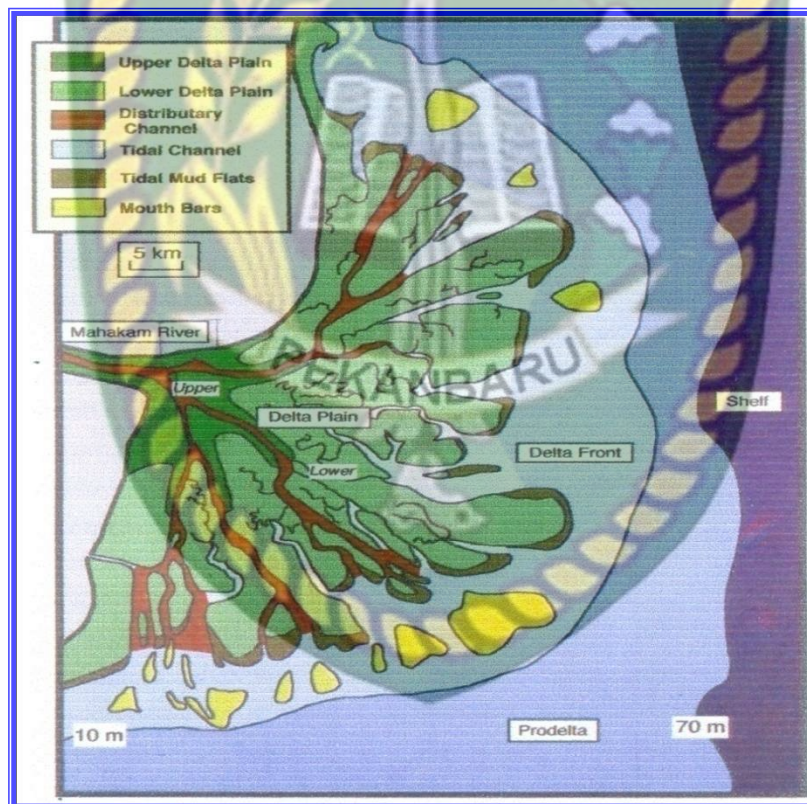 Upper Delta Plain
Lower Delta Plain
Distributary
Channel
Tidal Channel
Tidal Mud Flats
Mouth Bars
5 km
Mahakam River
Upper
PEKANBARU
Delta Plain
Shelf
Lower
Delta Front
10 m
Prodelta
70 m